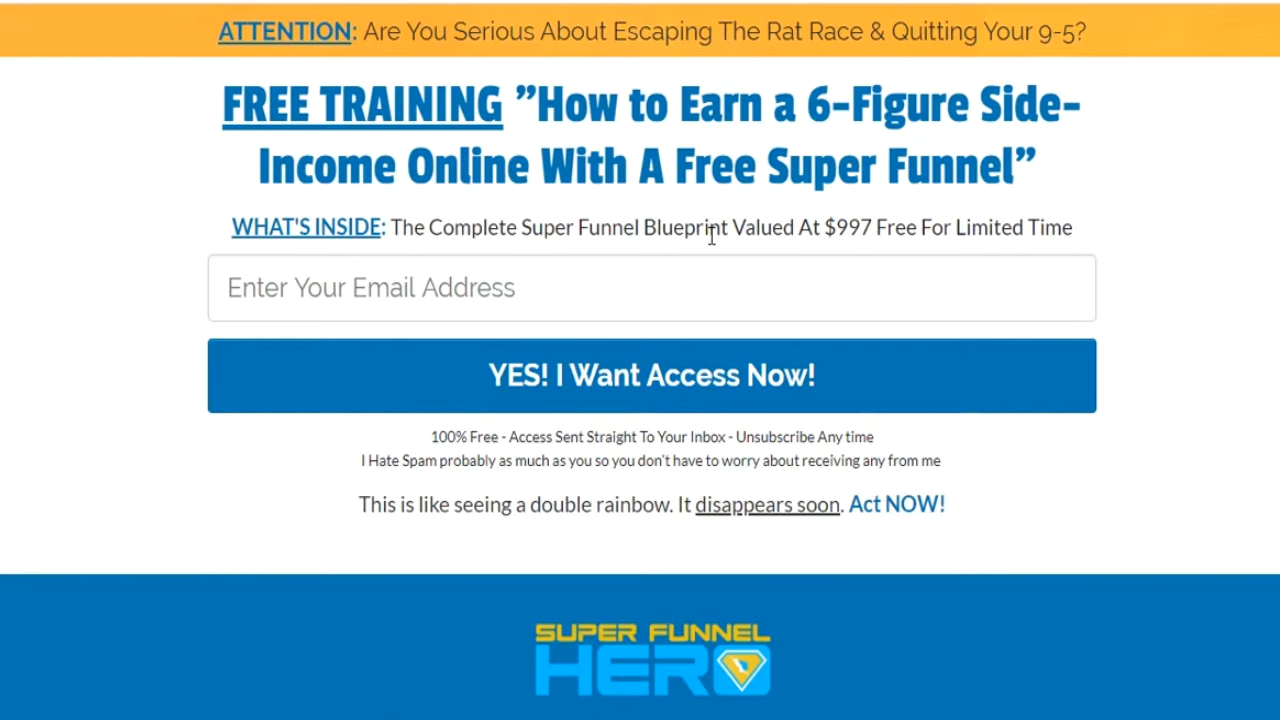 ATTENTION: Are You Serious About Escaping The Rat Race & Quitting Your 9-5?
FREE TRAINING ”How to Earn a 6-Figure Side-
Income Online With A Free Super Funnel”
WHAT'S INSIDE: The Complete Super Funnel Blueprint Valued At $997 Free For Limited Time
Enter Your Email Address
YES! I Want Access Now!
100% Free - Access Sent Straight To Your Inbox - Unsubscribe Any time
I Hate Spam probably as much as you so you don't have to worry about receiving any from me
This is like seeing a double rainbow. It disappears soon. Act NOW!
SUPER FUNNEL
HERO